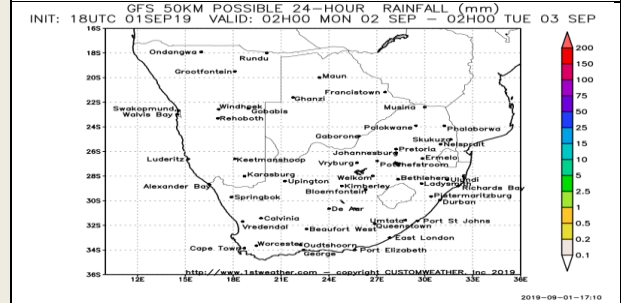 GFS 50KM POSSIBLE 24-HOUR RAINFALL (mm)
INIT: 18UTC 01SEP19 VALID: 02H00 MON 02 SEP – 02H00 TUE 03 SEP
16S
18S
20S
22S
24S
26S
28S
30S
32S
34S
36S
Ondangwa
Rundu
Grootfontein
Maun
Francistown
Ghanzi
Musina
Swakopmund
Windhoek
Gobabis
Walvis Bay
Rehoboth
Polokwane
Phalaborwa
Gaborone
Skukuza
Nelspruit
Johannesburg
Pretoria
Ermelo
Luderitz
Keetmanshoop
Vryburg
Potchefstroom
Karasburg
Upington
Welkom
Bethlehem
Ulundi
Ladysmith
Alexander Bay
Kimberley
Richards Bay
Bloemfontein
Springbok
Pietermaritzburg
Durban
De Aar
Calvinia
Umtata
Port St Johns
Vredendal
Beaufort West
Queenstown
East London
Worcester
Oudtshoorn
Cape Town
George
Port Elizabeth
http://www.1stweather.com – copyright CUSTOMWEATHER, Inc 2019
12E 15E 18E 21E 24E 27E 30E 33E 36E
200
150
100
75
50
25
15
10
5
2.5
1
0.5
0.2
0.1
2019-09-01-17:10